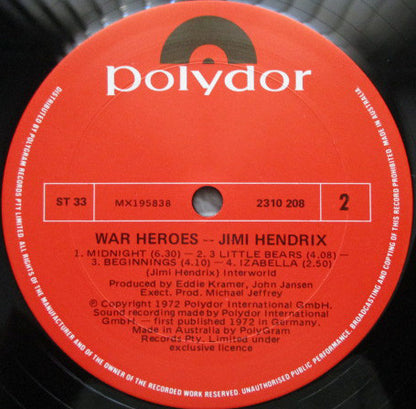 polydor
ST 33
MX195838
2310 208
2
WAR HEROES -- JIMI HENDRIX
1. MIDNIGHT (6.30) – 2. 3 LITTLE BEARS (4.08) –
3. BEGINNINGS (4.10) – 4. IZABELLA (2.50)
(Jimi Hendrix) Interworld
Produced by Eddie Kramer, John Jansen
Exect. Prod. Michael Jeffrey
℗ Copyright 1972 Polydor International GmbH.
Sound recording made by Polydor International
GmbH. – first published 1972 in Germany.
Made in Australia by PolyGram
Records Pty. Limited under
exclusive licence
DISTRIBUTED BY POLYGRAM RECORDS PTY LIMITED. ALL RIGHTS OF THE MANUFACTURER AND OF THE OWNER OF THE RECORDED WORK RESERVED. UNAUTHORISED PUBLIC PERFORMANCE, BROADCASTING AND COPYING OF THIS RECORD PROHIBITED. MADE IN AUSTRALIA.